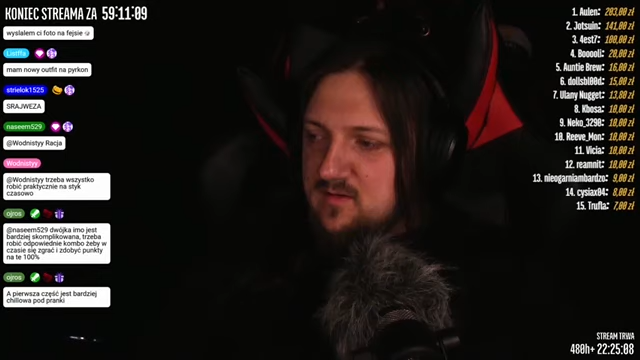 KONIEC STREAMA ZA 59:11:09
wyslalem ci foto na fejsie
Lietffa
mam nowy outfit na pyrkon
strielok1525
SRAJWEZA
naseem529
@Wodnistyy Racja
Wodnistyy
@Wodnistyy trzeba wszystko
robić praktycznie na styk
czasowo
ojros
@naseem529 dwójka imo jest
bardziej skomplikowana, trzeba
robić odpowiednie kombo żeby w
czasie się zgrać i zdobyć punkty
na te 100%
ojros
A pierwsza część jest bardziej
chillowa pod pranki
1. Aulen: 203,00 zł
2. Jotsuin: 141,00 zł
3. 4est7: 100,00 zł
4. Booooli: 20,00 zł
5. Auntie Brew: 16,00 zł
6. dollsbl00d: 15,00 zł
7. Ulany Nugget: 13,80 zł
8. Kbosa: 10,00 zł
9. Neko_3298: 10,00 zł
10. Reeve_Mon: 10,00 zł
11. Vicia: 10,00 zł
12. reamnit: 10,00 zł
13. nieogarniambardzo: 9,00 zł
14. cysiax04: 8,00 zł
15. Trufla: 7,00 zł
STREAM TRWA
480h+ 22:25:08